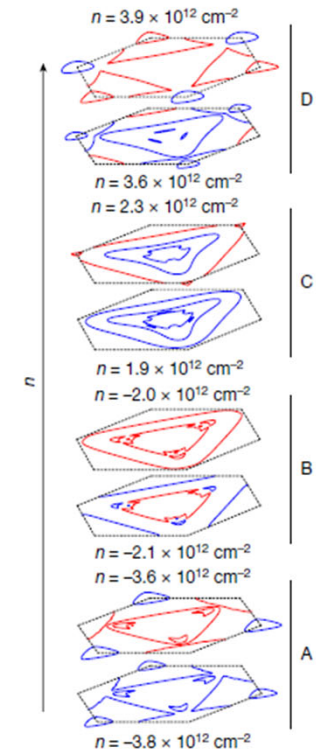 n = 3.9 × 10¹² cm⁻²
D
n = 3.6 × 10¹² cm⁻²
n = 2.3 × 10¹² cm⁻²
C
n = 1.9 × 10¹² cm⁻²
n
n = −2.0 × 10¹² cm⁻²
B
n = −2.1 × 10¹² cm⁻²
n = −3.6 × 10¹² cm⁻²
A
n = −3.8 × 10¹² cm⁻²